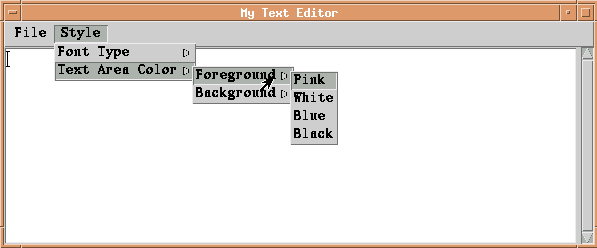 My Text Editor
File Style
Font Type
Text Area Color
Foreground
Background
Pink
White
Blue
Black